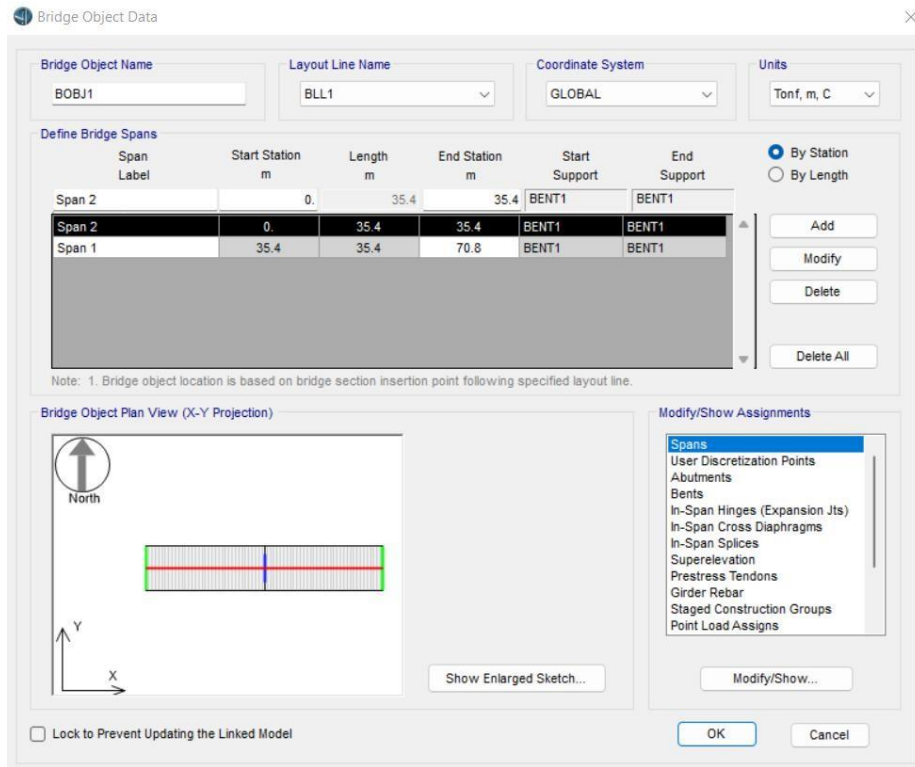 Bridge Object Data
Bridge Object Name
Layout Line Name
Coordinate System
Units
BOBJ1
BLL1
GLOBAL
Tonf, m, C
Define Bridge Spans
Span Label
Start Station m
Length m
End Station m
Start Support
End Support
By Station
By Length
Span 2 0. 35.4 35.4 BENT1 BENT1
Span 2 0. 35.4 35.4 BENT1 BENT1
Span 1 35.4 35.4 70.8 BENT1 BENT1
Add
Modify
Delete
Delete All
Note: 1. Bridge object location is based on bridge section insertion point following specified layout line.
Bridge Object Plan View (X-Y Projection)
North
Y
X
Show Enlarged Sketch...
Modify/Show Assignments
Spans
User Discretization Points
Abutments
Bents
In-Span Hinges (Expansion Jts)
In-Span Cross Diaphragms
In-Span Splices
Superelevation
Prestress Tendons
Girder Rebar
Staged Construction Groups
Point Load Assigns
Modify/Show...
Lock to Prevent Updating the Linked Model
OK
Cancel